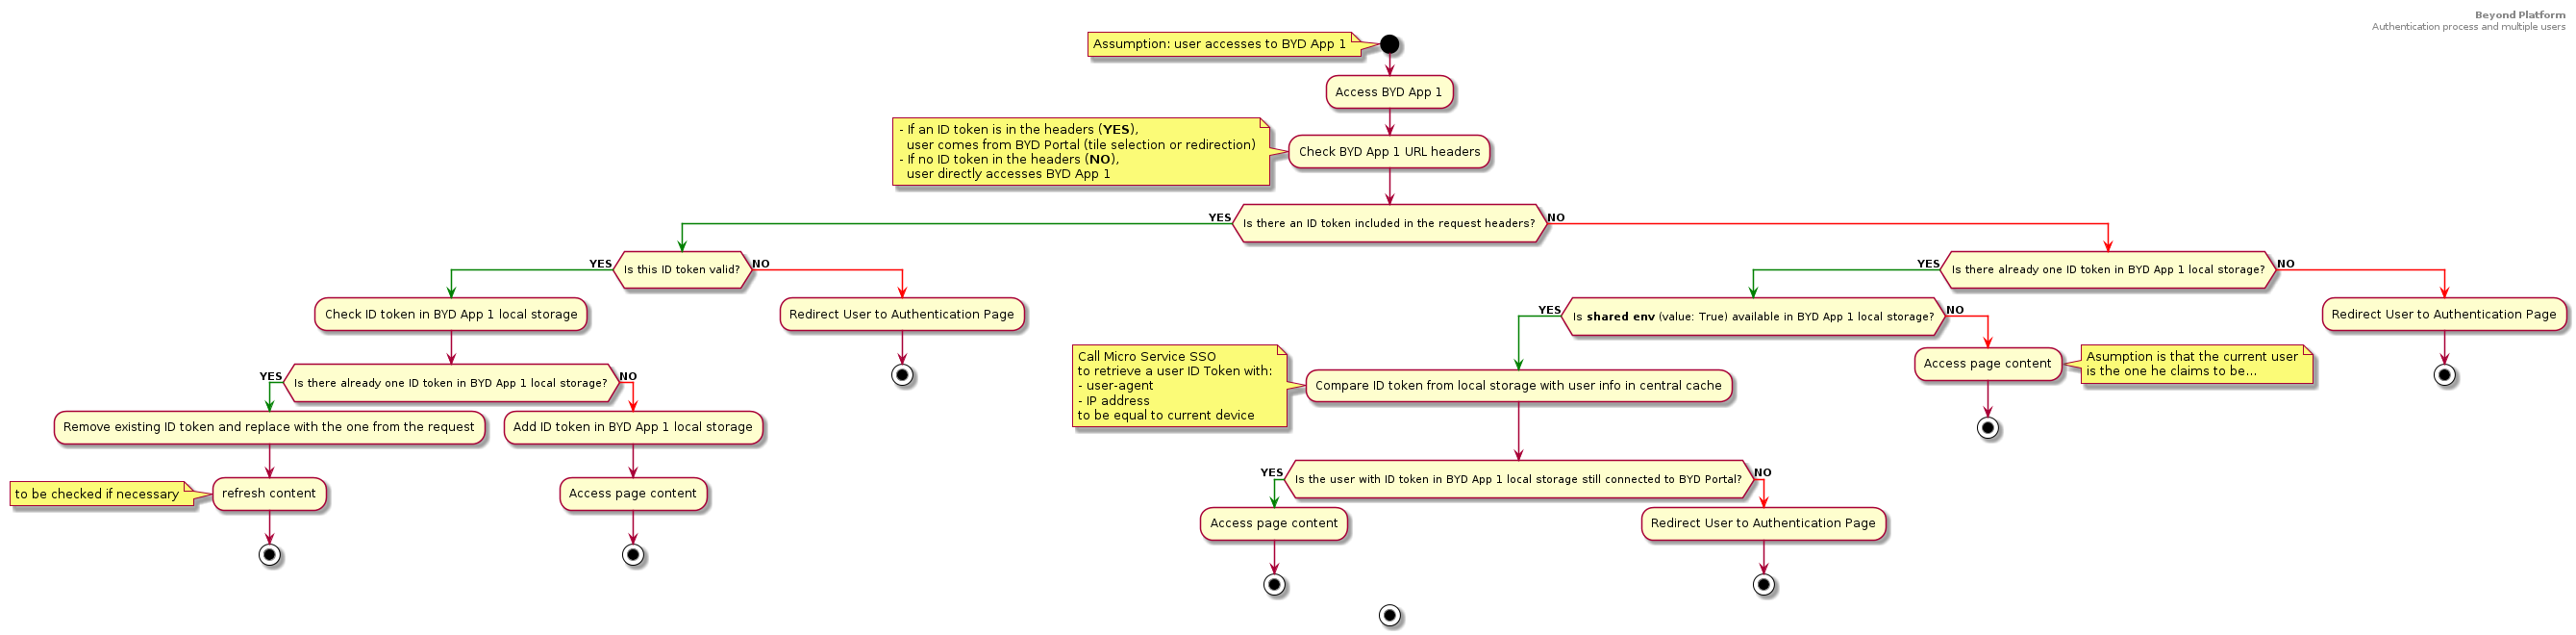 Beyond Platform
Authentication process and multiple users
Assumption: user accesses to BYD App 1
Access BYD App 1
- If an ID token is in the headers (YES),
user comes from BYD Portal (tile selection or redirection)
- If no ID token in the headers (NO),
user directly accesses BYD App 1
Check BYD App 1 URL headers
YES
Is there an ID token included in the request headers?
NO
YES
Is this ID token valid?
NO
Check ID token in BYD App 1 local storage
YES
Is there already one ID token in BYD App 1 local storage?
NO
Remove existing ID token and replace with the one from the request
to be checked if necessary
refresh content
Add ID token in BYD App 1 local storage
Access page content
Redirect User to Authentication Page
YES
Is there already one ID token in BYD App 1 local storage?
NO
YES
Is shared env (value: True) available in BYD App 1 local storage?
NO
Call Micro Service SSO
to retrieve a user ID Token with:
- user-agent
- IP address
to be equal to current device
Compare ID token from local storage with user info in central cache
YES
Is the user with ID token in BYD App 1 local storage still connected to BYD Portal?
NO
Access page content
Redirect User to Authentication Page
Access page content
Asumption is that the current user
is the one he claims to be...
Redirect User to Authentication Page